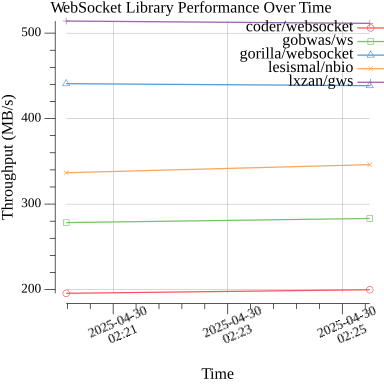 WebSocket Library Performance Over Time
coder/websocket
gobwas/ws
gorilla/websocket
lesismal/nbio
lxzan/gws
Throughput (MB/s)
500
400
300
200
2025-04-30
02:21
2025-04-30
02:23
2025-04-30
02:25
Time